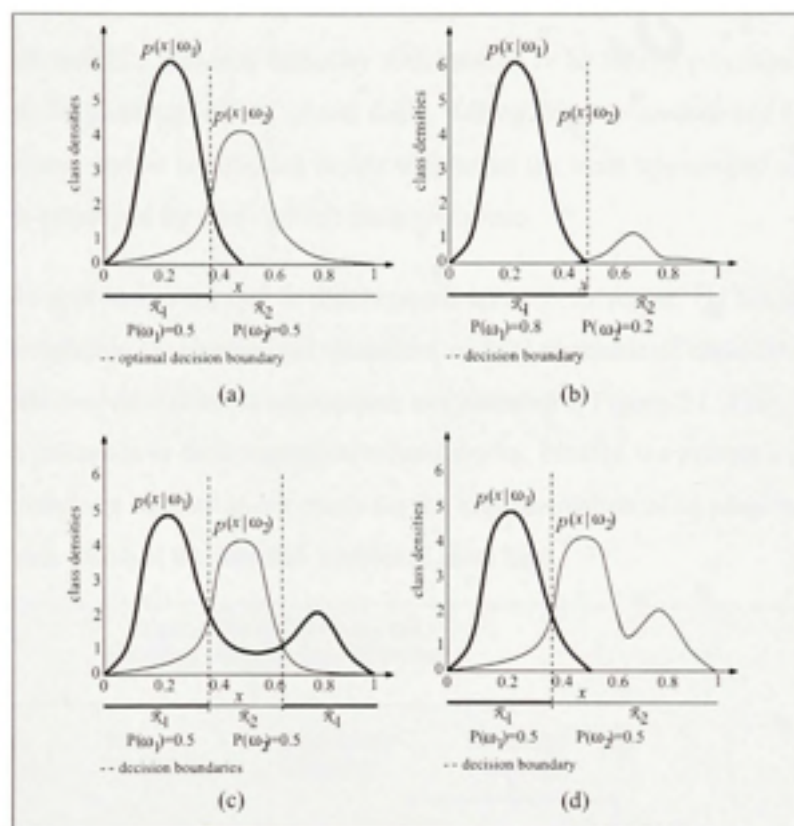 p(x|ω₁)
p(x|ω₂)
class densities
6
5
4
3
2
1
0
0 0.2 0.4 0.6 0.8 1
x
ℛ₁ ℛ₂
P(ω₁)=0.5 P(ω₂)=0.5
--- optimal decision boundary
(a)
p(x|ω₁)
p(x|ω₂)
class densities
6
5
4
3
2
1
0
0 0.2 0.4 0.6 0.8 1
x
ℛ₁ ℛ₂
P(ω₁)=0.8 P(ω₂)=0.2
--- decision boundary
(b)
p(x|ω₁)
p(x|ω₂)
class densities
6
5
4
3
2
1
0
0 0.2 0.4 0.6 0.8 1
x
ℛ₁ ℛ₂ ℛ₁
P(ω₁)=0.5 P(ω₂)=0.5
--- decision boundaries
(c)
p(x|ω₁)
p(x|ω₂)
class densities
6
5
4
3
2
1
0
0 0.2 0.4 0.6 0.8 1
x
ℛ₁ ℛ₂
P(ω₁)=0.5 P(ω₂)=0.5
--- decision boundary
(d)